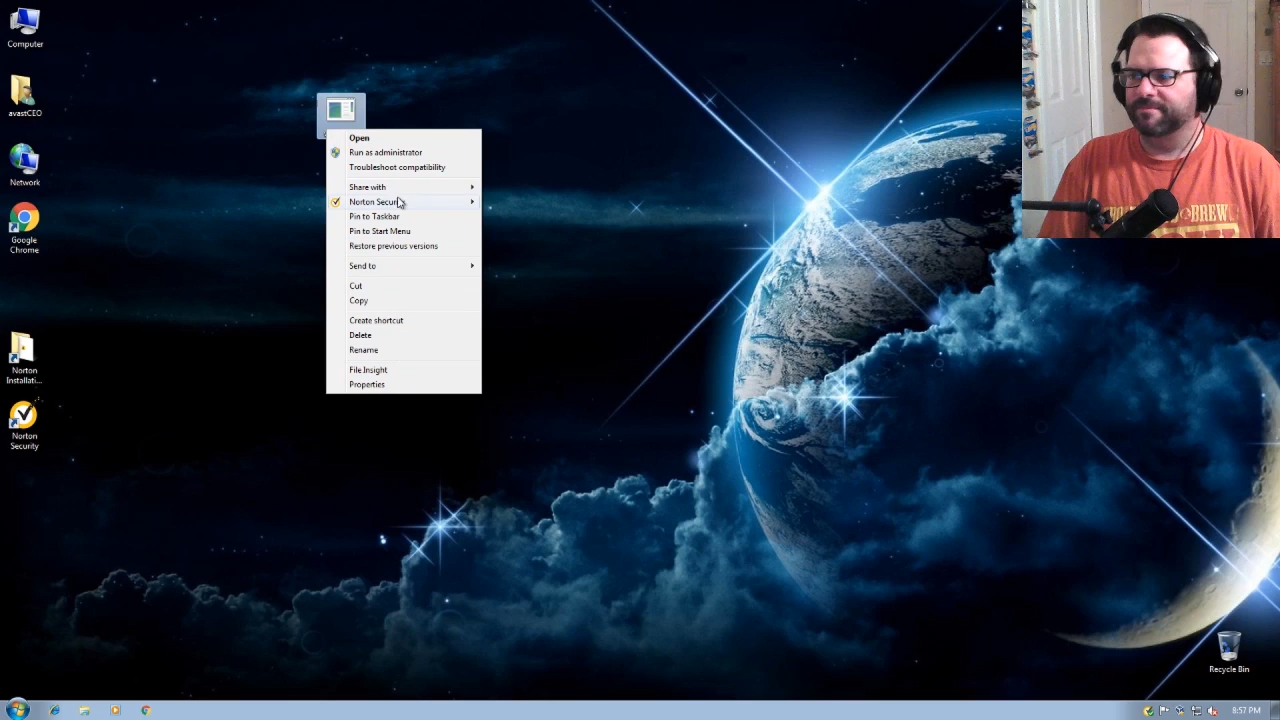 Computer
avastCEO
Network
Google
Chrome
Norton
Installati...
Norton
Security
Open
Run as administrator
Troubleshoot compatibility
Share with
Norton Secur
Pin to Taskbar
Pin to Start Menu
Restore previous versions
Send to
Cut
Copy
Create shortcut
Delete
Rename
File Insight
Properties
BREW
Recycle Bin
8:57 PM